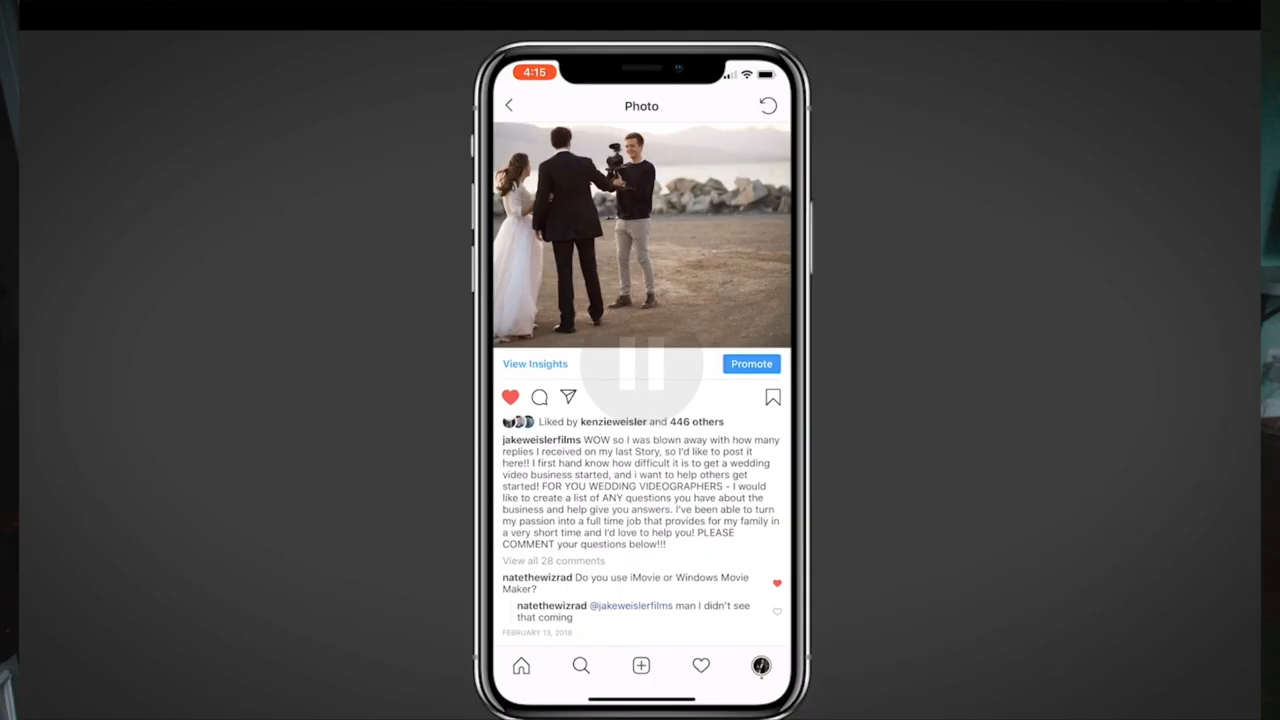 4:15
Photo
View Insights
Promote
Liked by kenzieweisler and 446 others
jakeweislerfilms WOW so I was blown away with how many
replies I received on my last Story, so I'd like to post it
here!! I first hand know how difficult it is to get a wedding
video business started, and i want to help others get
started! FOR YOU WEDDING VIDEOGRAPHERS - I would
like to create a list of ANY questions you have about the
business and help give you answers. I've been able to turn
my passion into a full time job that provides for my family in
a very short time and I'd love to help you! PLEASE
COMMENT your questions below!!!
View all 28 comments
natethewizrad Do you use iMovie or Windows Movie
Maker?
natethewizrad @jakeweislerfilms man I didn't see
that coming
FEBRUARY 13, 2018